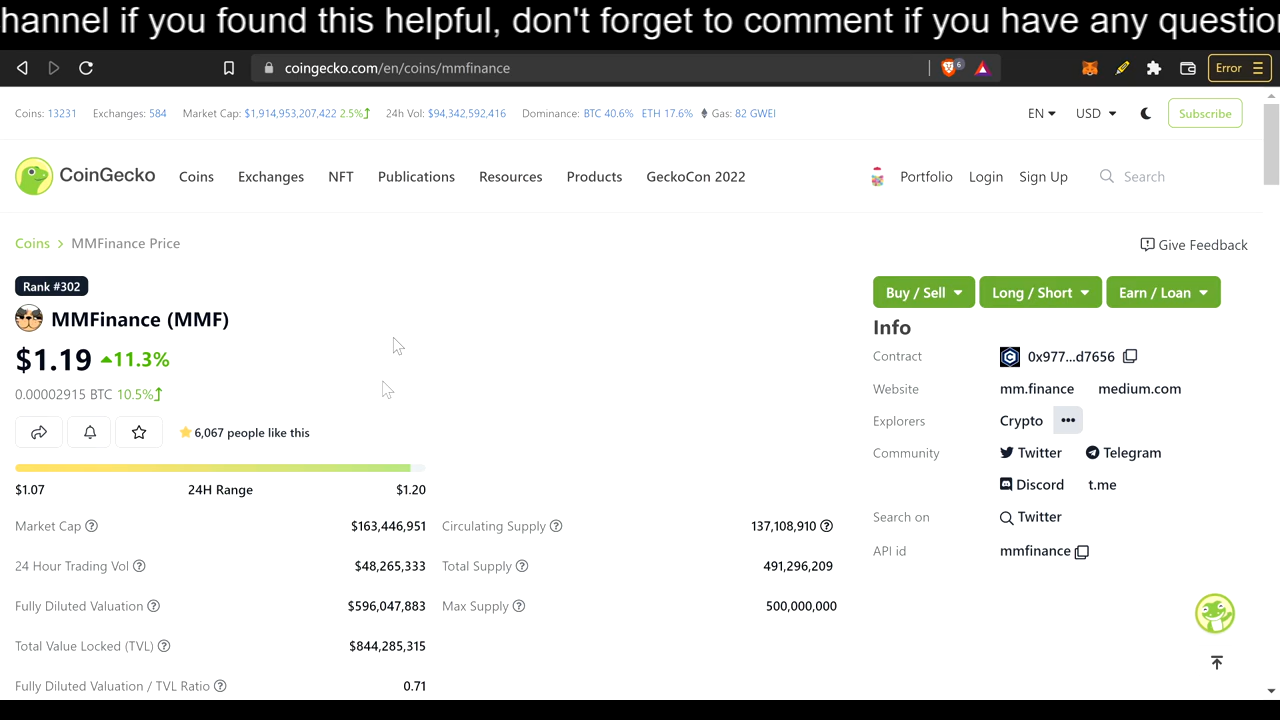 hannel if you found this helpful, don't forget to comment if you have any questio
coingecko.com/en/coins/mmfinance
6
Error
Coins: 13231 Exchanges: 584 Market Cap: $1,914,953,207,422 2.5% 24h Vol: $94,342,592,416 Dominance: BTC 40.6% ETH 17.6% Gas: 82 GWEI
EN USD Subscribe
CoinGecko Coins Exchanges NFT Publications Resources Products GeckoCon 2022 Portfolio Login Sign Up Search
Coins > MMFinance Price
Give Feedback
Rank #302
MMFinance (MMF)
$1.19 11.3%
0.00002915 BTC 10.5%
6,067 people like this
$1.07 24H Range $1.20
Market Cap $163,446,951
24 Hour Trading Vol $48,265,333
Fully Diluted Valuation $596,047,883
Total Value Locked (TVL) $844,285,315
Fully Diluted Valuation / TVL Ratio 0.71
Circulating Supply 137,108,910
Total Supply 491,296,209
Max Supply 500,000,000
Buy / Sell Long / Short Earn / Loan
Info
Contract 0x977...d7656
Website mm.finance medium.com
Explorers Crypto •••
Community Twitter Telegram
Discord t.me
Search on Twitter
API id mmfinance